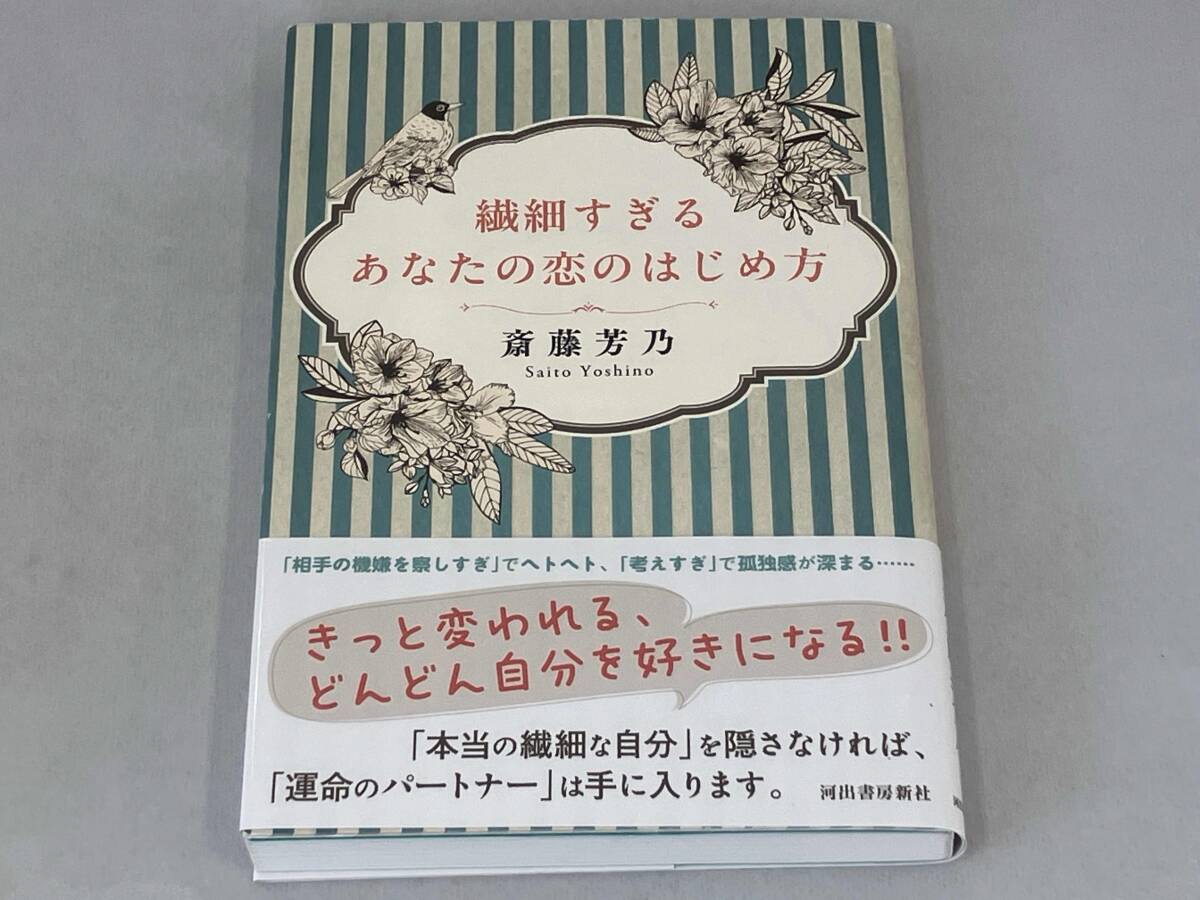 繊細すぎる
あなたの恋のはじめ方
斎藤芳乃
Saito Yoshino
「相手の機嫌を察しすぎ」でヘトヘト、「考えすぎ」で孤独感が深まる……
きっと変われる、
どんどん自分を好きになる!!
「本当の繊細な自分」を隠さなければ、
「運命のパートナー」は手に入ります。
河出書房新社